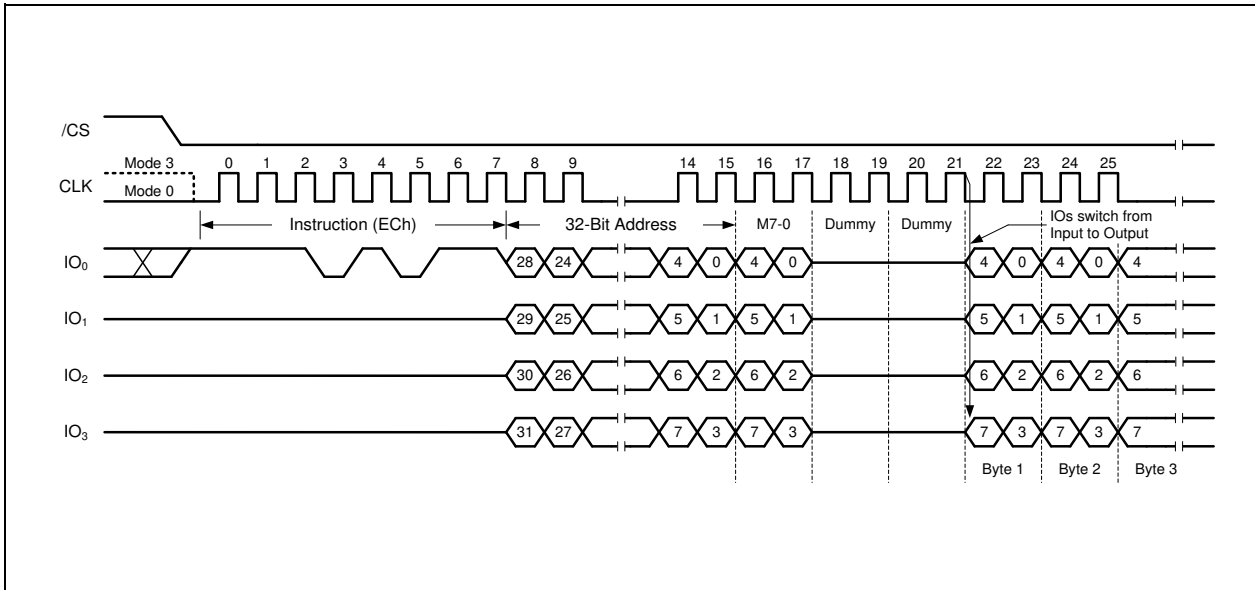 /CS
Mode 3 0 1 2 3 4 5 6 7 8 9 14 15 16 17 18 19 20 21 22 23 24 25
CLK
Mode 0
Instruction (ECh) 32-Bit Address M7-0 Dummy Dummy IOs switch from
Input to Output
IO₀ 28 24 4 0 4 0 4 0 4 0 4
IO₁ 29 25 5 1 5 1 5 1 5 1 5
IO₂ 30 26 6 2 6 2 6 2 6 2 6
IO₃ 31 27 7 3 7 3 7 3 7 3 7
Byte 1 Byte 2 Byte 3